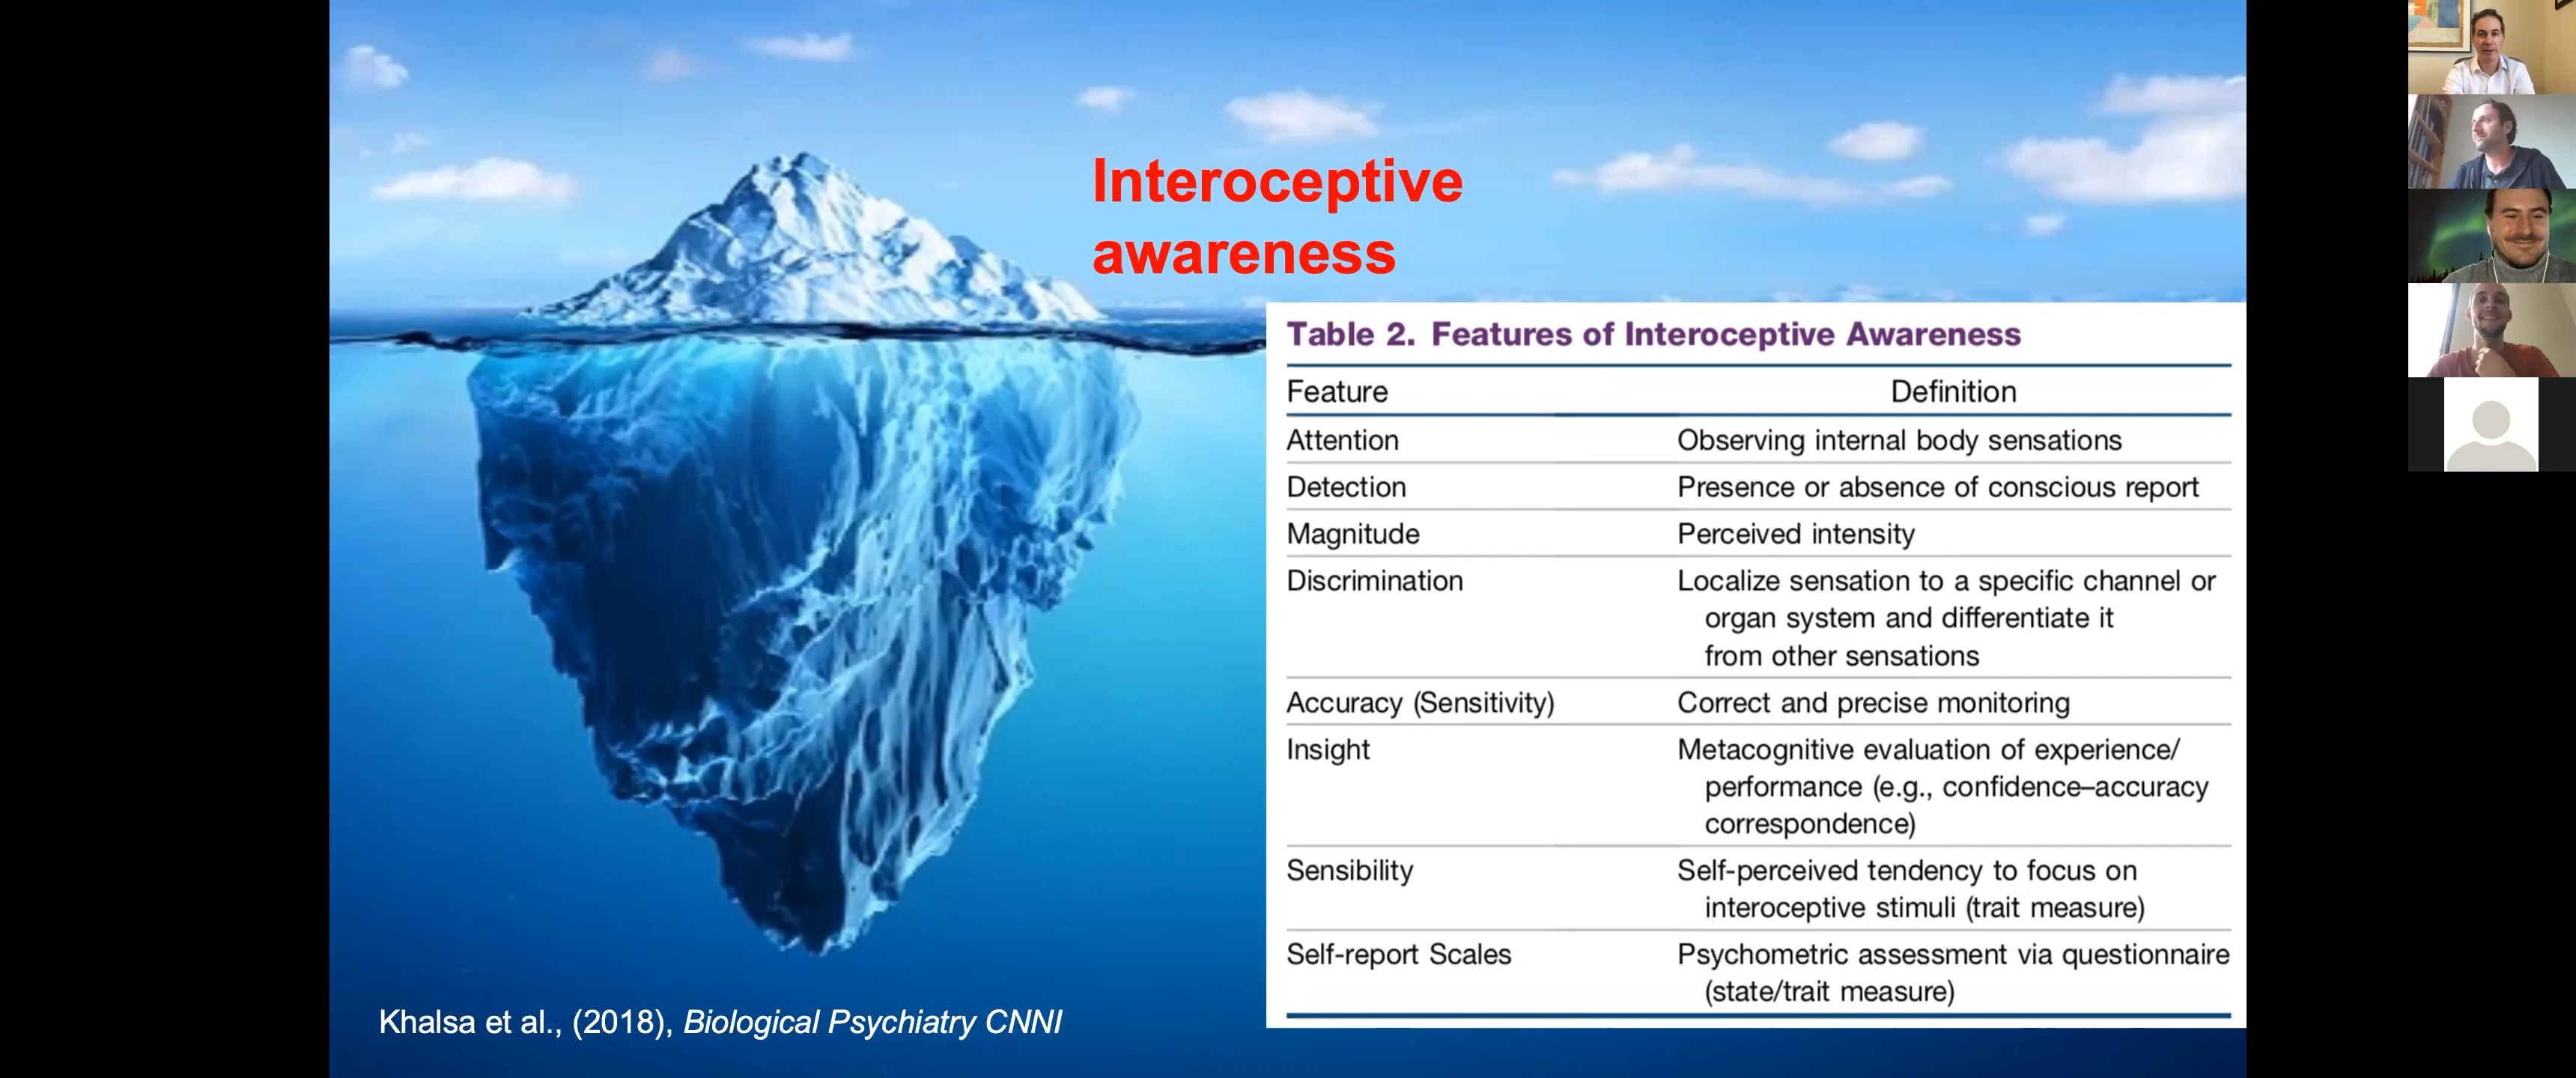 Interoceptive
awareness
Table 2. Features of Interoceptive Awareness
Feature Definition
Attention Observing internal body sensations
Detection Presence or absence of conscious report
Magnitude Perceived intensity
Discrimination Localize sensation to a specific channel or
organ system and differentiate it
from other sensations
Accuracy (Sensitivity) Correct and precise monitoring
Insight Metacognitive evaluation of experience/
performance (e.g., confidence–accuracy
correspondence)
Sensibility Self-perceived tendency to focus on
interoceptive stimuli (trait measure)
Self-report Scales Psychometric assessment via questionnaire
(state/trait measure)
Khalsa et al., (2018), Biological Psychiatry CNNI